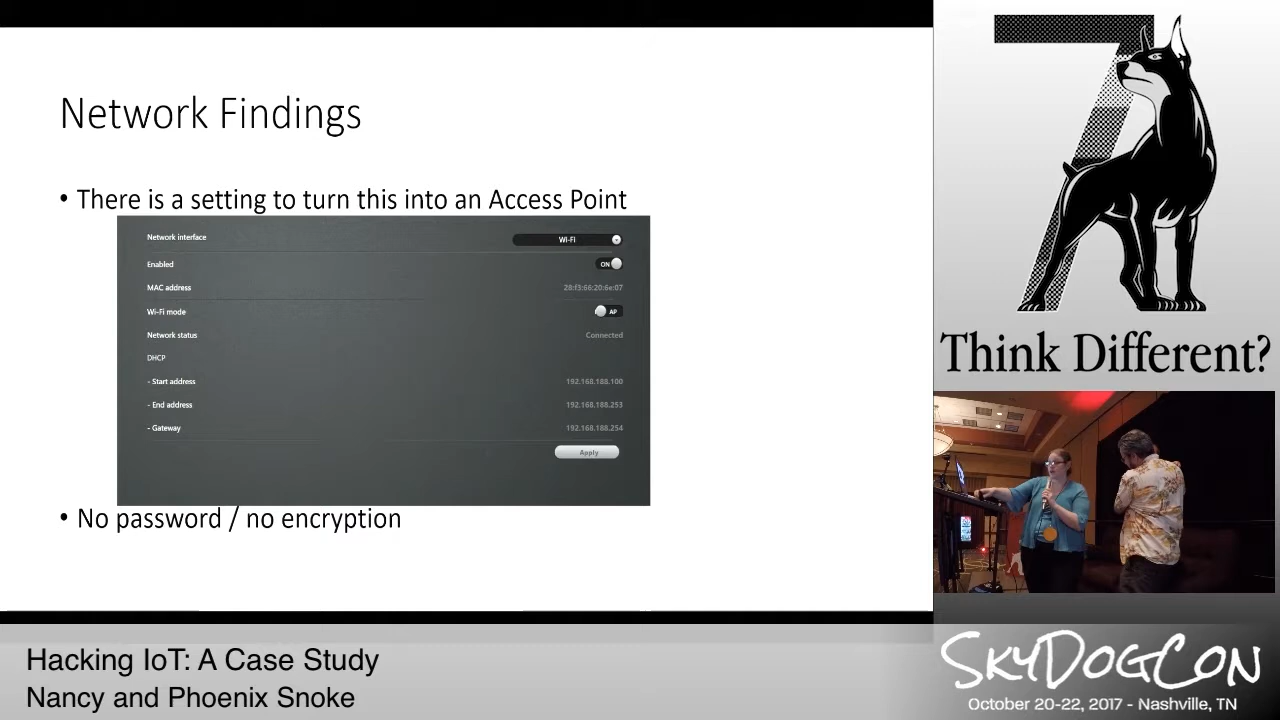 Network Findings
• There is a setting to turn this into an Access Point
Network interface
Wi-Fi
Enabled
ON
MAC address
28:f3:66:20:6e:07
Wi-Fi mode
AP
Network status
Connected
DHCP
- Start address
192.168.188.100
- End address
192.168.188.253
- Gateway
192.168.188.254
Apply
• No password / no encryption
7
Think Different?
Hacking IoT: A Case Study
Nancy and Phoenix Snoke
SKYDOGCON
October 20-22, 2017 - Nashville, TN